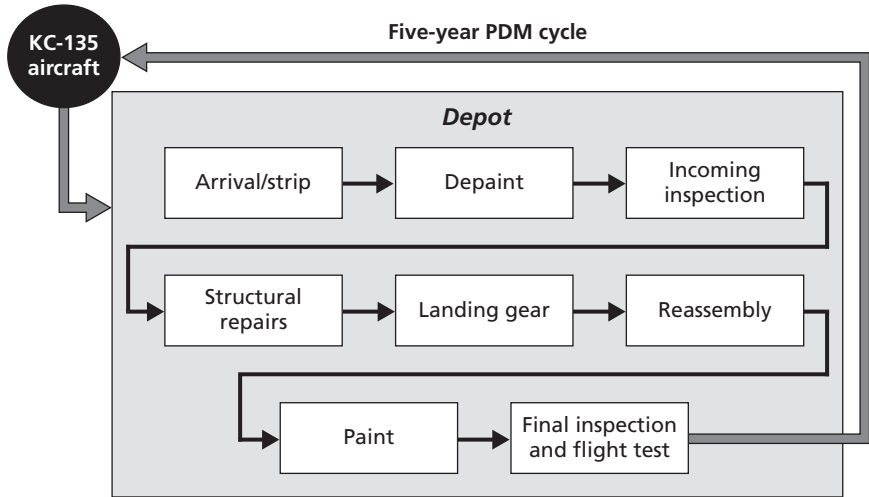 Five-year PDM cycle
KC-135
aircraft
Depot
Arrival/strip
Depaint
Incoming
inspection
Structural
repairs
Landing gear
Reassembly
Paint
Final inspection
and flight test